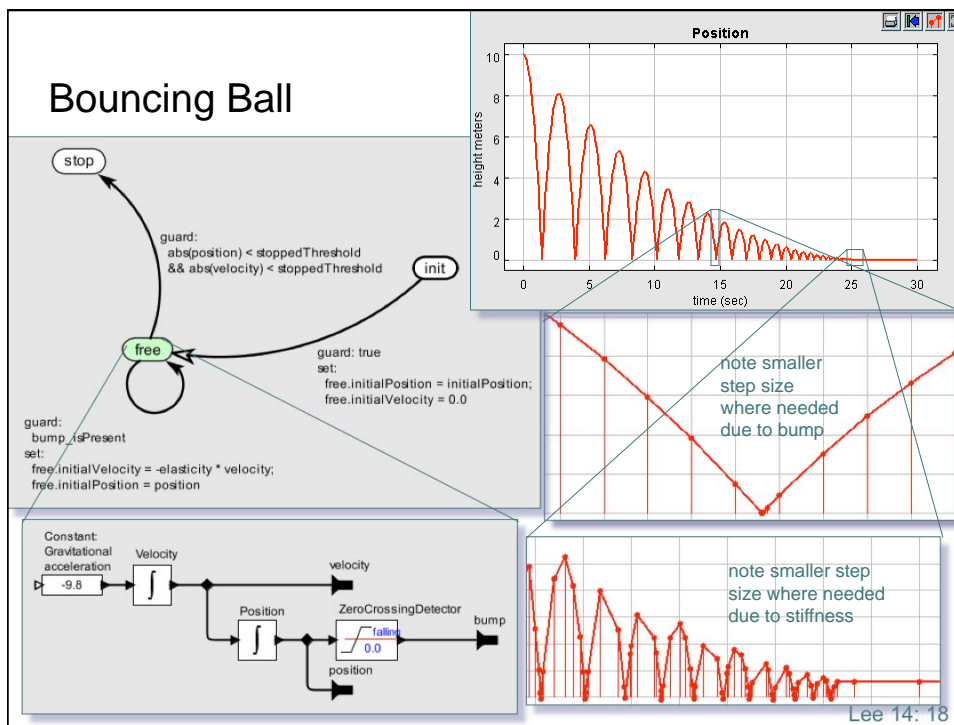 Bouncing Ball
stop
guard:
abs(position) < stoppedThreshold
&& abs(velocity) < stoppedThreshold
init
free
guard: true
set:
free.initialPosition = initialPosition;
free.initialVelocity = 0.0
guard:
bump_isPresent
set:
free.initialVelocity = -elasticity * velocity;
free.initialPosition = position
Position
height meters
10
8
6
4
2
0
0
5
10
15
20
25
30
time (sec)
note smaller
step size
where needed
due to bump
Constant:
Gravitational
acceleration
-9.8
Velocity
∫
velocity
Position
∫
ZeroCrossingDetector
falling
0.0
bump
position
note smaller step
size where needed
due to stiffness
Lee 14: 18